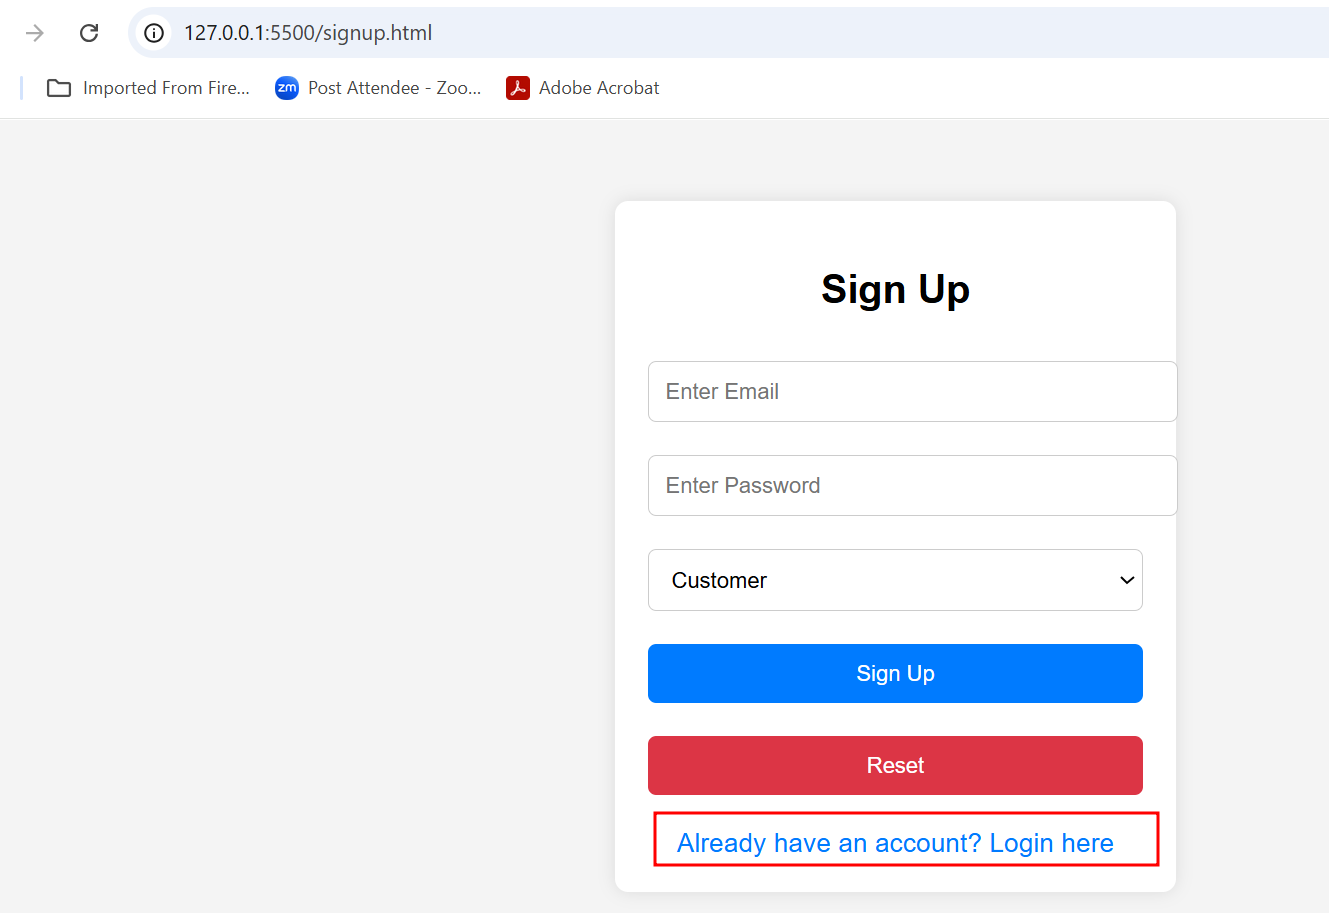 127.0.0.1:5500/signup.html
Imported From Fire... zm Post Attendee - Zoo... Adobe Acrobat
Sign Up
Enter Email
Enter Password
Customer
Sign Up
Reset
Already have an account? Login here